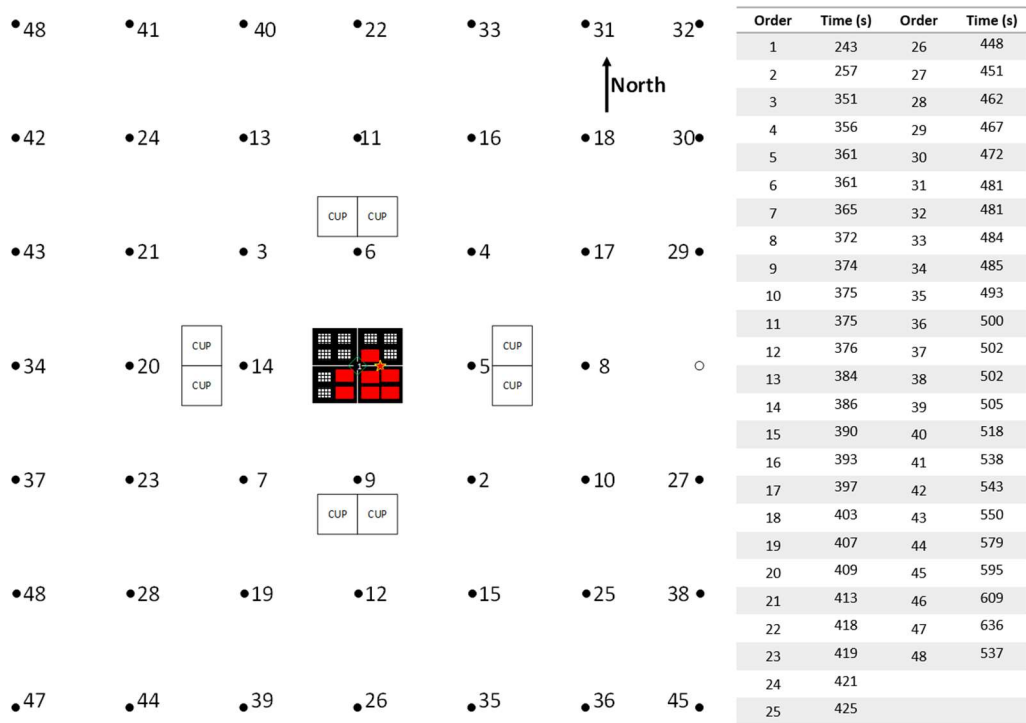 48 41 40 22 33 31 32
North
42 24 13 11 16 18 30
CUP CUP
43 21 3 6 4 17 29
CUP CUP
34 20 14 1 5 8
CUP CUP
37 23 7 9 2 10 27
CUP CUP
48 28 19 12 15 25 38
47 44 39 26 35 36 45
Order Time (s) Order Time (s)
1 243 26 448
2 257 27 451
3 351 28 462
4 356 29 467
5 361 30 472
6 361 31 481
7 365 32 481
8 372 33 484
9 374 34 485
10 375 35 493
11 375 36 500
12 376 37 502
13 384 38 502
14 386 39 505
15 390 40 518
16 393 41 538
17 397 42 543
18 403 43 550
19 407 44 579
20 409 45 595
21 413 46 609
22 418 47 636
23 419 48 537
24 421
25 425